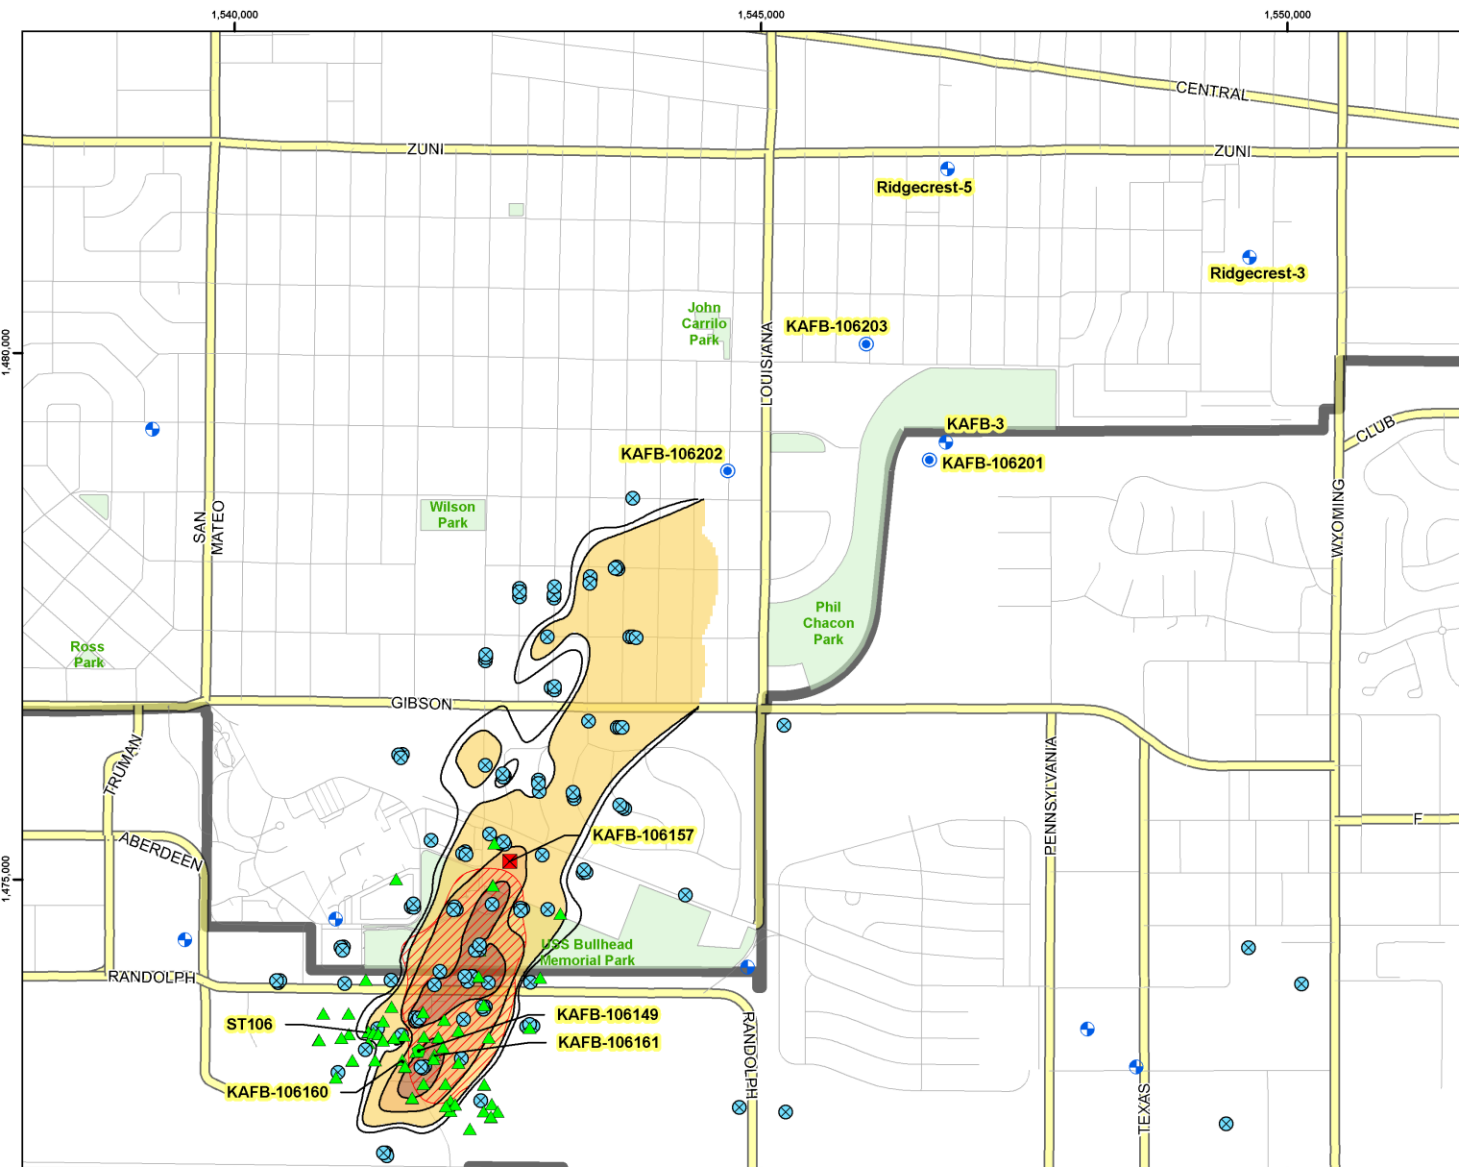 1,540,000
1,545,000
1,550,000
CENTRAL
ZUNI
ZUNI
Ridgecrest-5
Ridgecrest-3
John
Carrilo
Park
KAFB-106203
LOUISIANA
1,480,000
KAFB-3
CLUB
KAFB-106202
KAFB-106201
Wilson
Park
SAN
MATEO
WYOMING
Phil
Chacon
Park
Ross
Park
GIBSON
TRUMAN
PENNSYLVANIA
F
KAFB-106157
ABERDEEN
1,475,000
USS Bullhead
Memorial Park
RANDOLPH
KAFB-106149
ST106
KAFB-106161
RANDOLPH
KAFB-106160
TEXAS